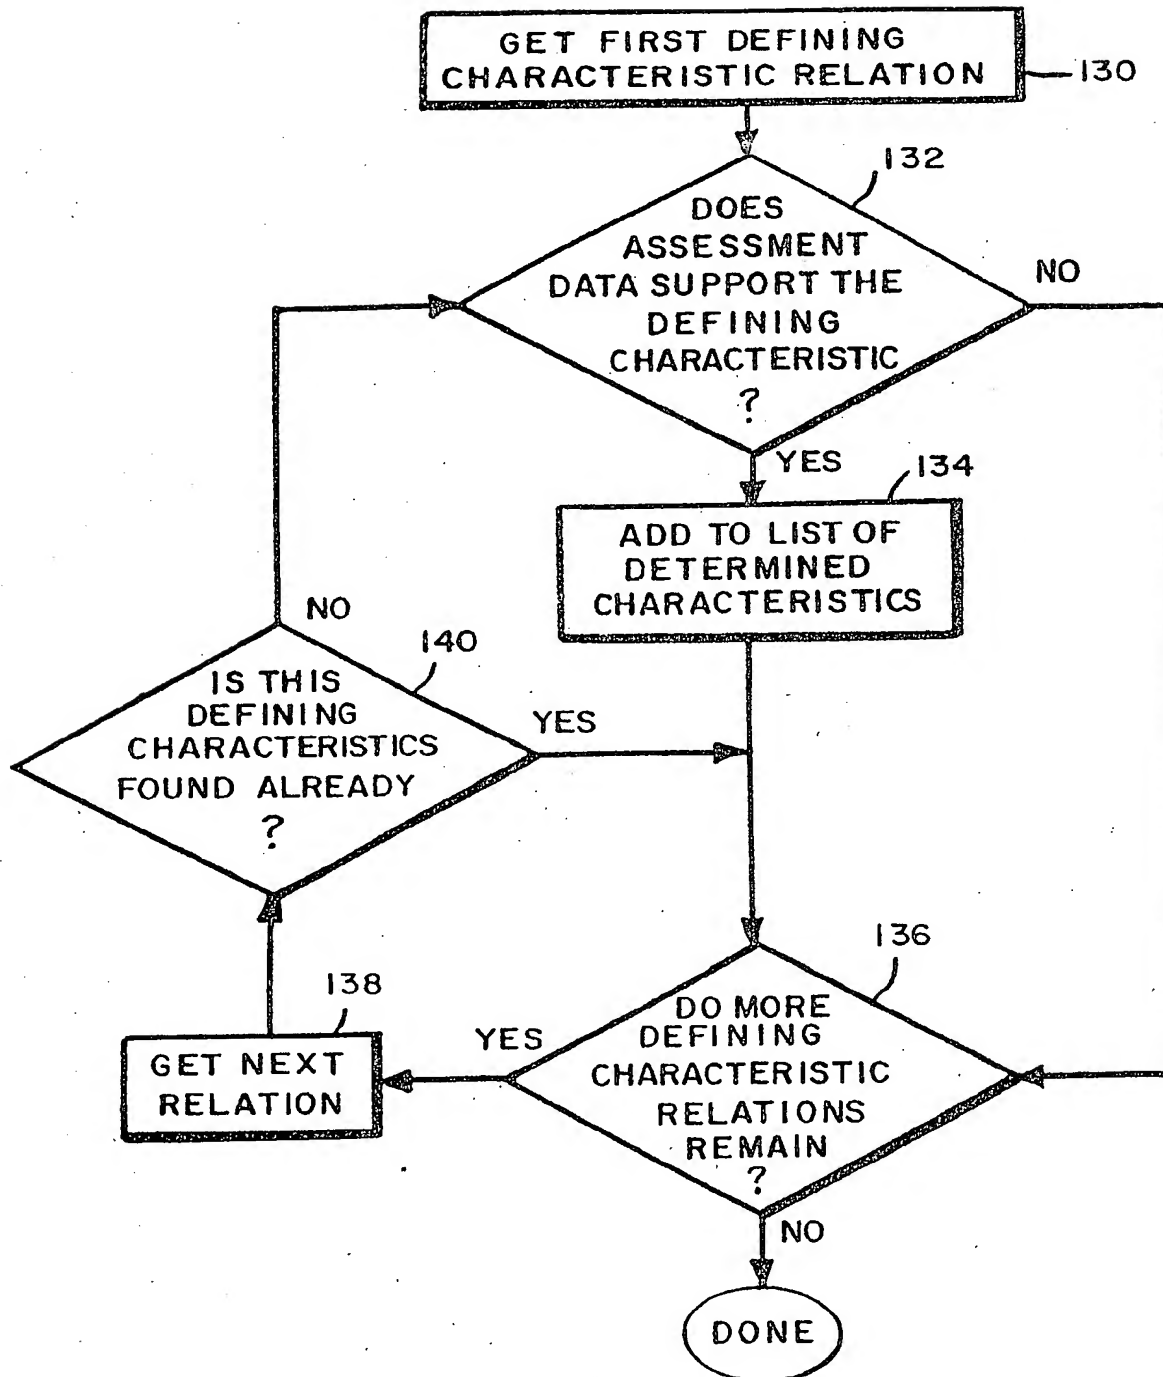 GET FIRST DEFINING
CHARACTERISTIC RELATION
130
132
DOES
ASSESSMENT
DATA SUPPORT THE
DEFINING
CHARACTERISTIC
?
NO
YES
134
ADD TO LIST OF
DETERMINED
CHARACTERISTICS
NO
140
IS THIS
DEFINING
CHARACTERISTICS
FOUND ALREADY
?
YES
136
DO MORE
DEFINING
CHARACTERISTIC
RELATIONS
REMAIN
?
YES
138
GET NEXT
RELATION
NO
DONE